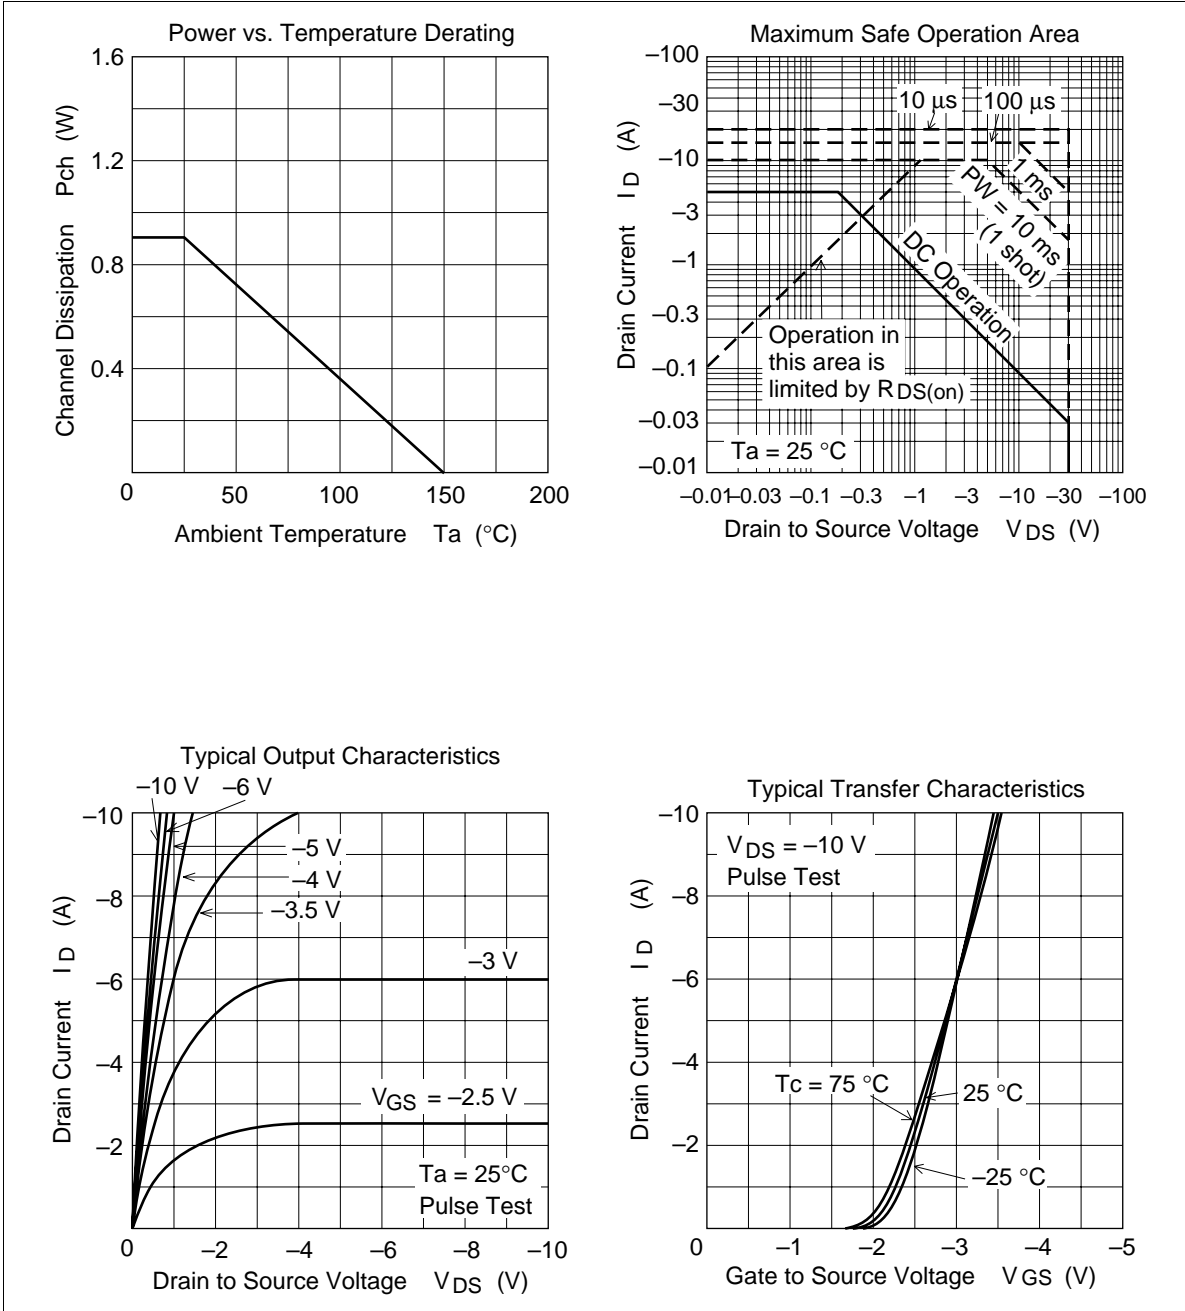 Power vs. Temperature Derating
1.6
1.2
0.8
0.4
Channel Dissipation Pch (W)
0 50 100 150 200
Ambient Temperature Ta (°C)
Maximum Safe Operation Area
–100
–30
–10
–3
–1
–0.3
–0.1
–0.03
–0.01
Drain Current I D (A)
10 µs
100 µs
1 ms
PW = 10 ms
(1 shot)
DC Operation
Operation in
this area is
limited by R DS(on)
Ta = 25 °C
–0.01 –0.03 –0.1 –0.3 –1 –3 –10 –30 –100
Drain to Source Voltage V DS (V)
Typical Output Characteristics
–10 V
–6 V
–5 V
–4 V
–3.5 V
–3 V
VGS = –2.5 V
Ta = 25°C
Pulse Test
–10
–8
–6
–4
–2
Drain Current I D (A)
0 –2 –4 –6 –8 –10
Drain to Source Voltage V DS (V)
Typical Transfer Characteristics
V DS = –10 V
Pulse Test
Tc = 75 °C
25 °C
–25 °C
–10
–8
–6
–4
–2
Drain Current I D (A)
0 –1 –2 –3 –4 –5
Gate to Source Voltage V GS (V)